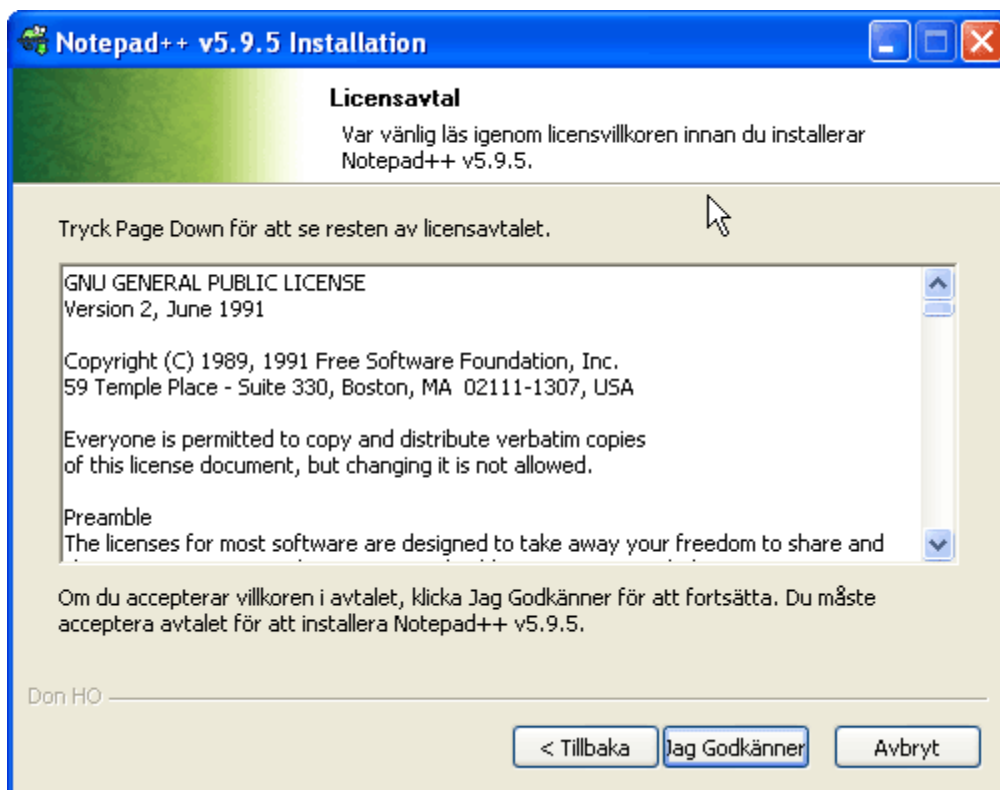 Notepad++ v5.9.5 Installation
Licensavtal
Var vänlig läs igenom licensvillkoren innan du installerar
Notepad++ v5.9.5.
Tryck Page Down för att se resten av licensavtalet.
GNU GENERAL PUBLIC LICENSE
Version 2, June 1991
Copyright (C) 1989, 1991 Free Software Foundation, Inc.
59 Temple Place - Suite 330, Boston, MA  02111-1307, USA
Everyone is permitted to copy and distribute verbatim copies
of this license document, but changing it is not allowed.
Preamble
The licenses for most software are designed to take away your freedom to share and
Om du accepterar villkoren i avtalet, klicka Jag Godkänner för att fortsätta. Du måste
acceptera avtalet för att installera Notepad++ v5.9.5.
Don HO
< Tillbaka
Jag Godkänner
Avbryt